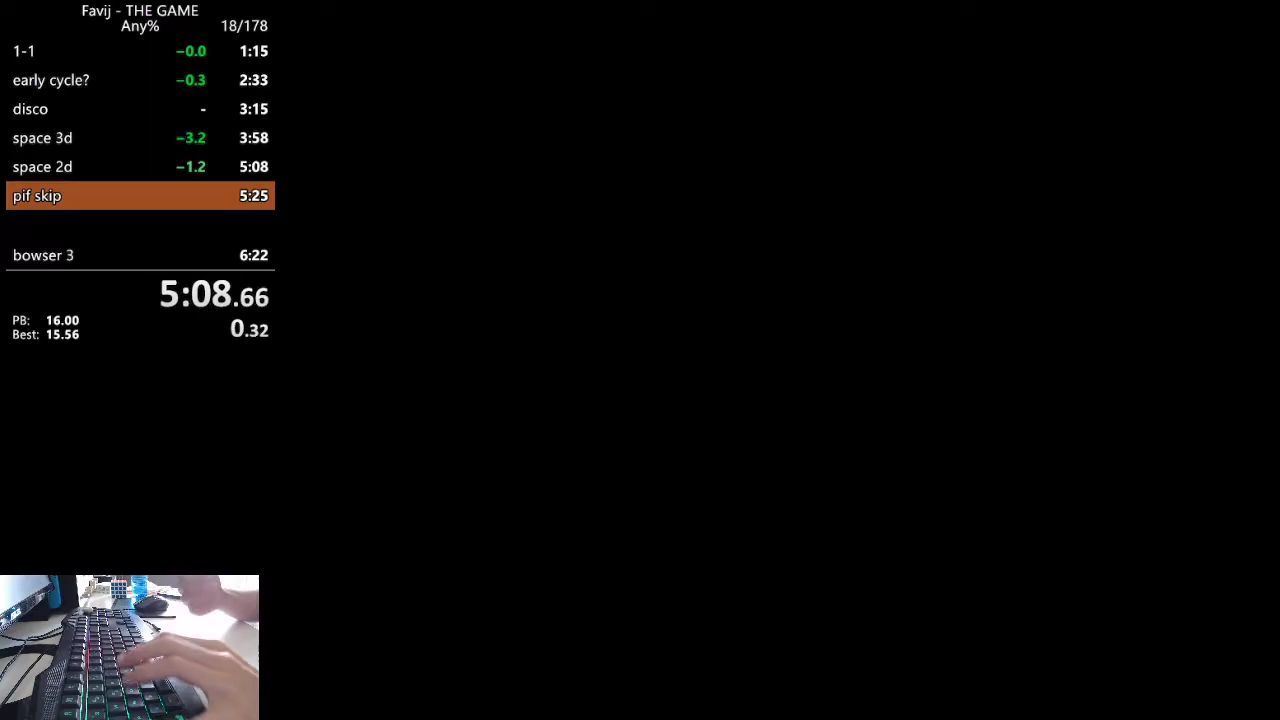 Favij - THE GAME
Any% 18/178
1-1 −0.0 1:15
early cycle? −0.3 2:33
disco - 3:15
space 3d −3.2 3:58
space 2d −1.2 5:08
pif skip 5:25
bowser 3 6:22
5:08.66
PB: 16.00 0.32
Best: 15.56